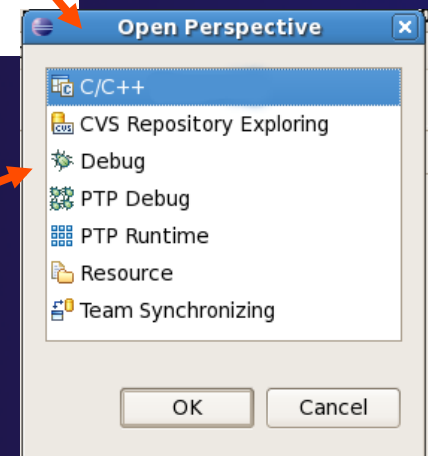 Open Perspective
C/C++
CVS Repository Exploring
Debug
PTP Debug
PTP Runtime
Resource
Team Synchronizing
OK Cancel